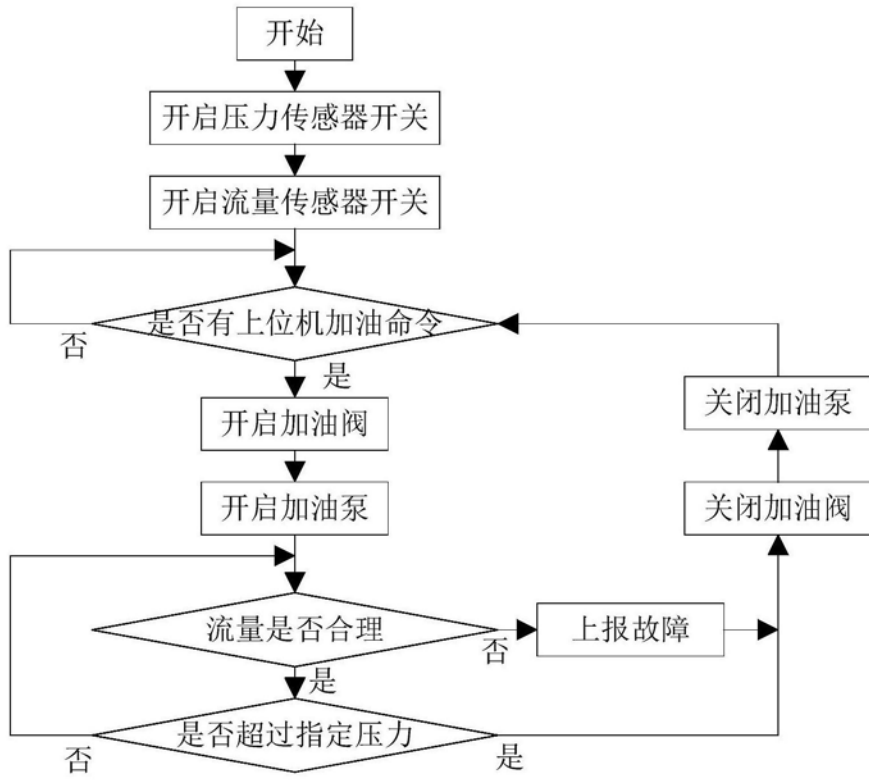 开始
开启压力传感器开关
开启流量传感器开关
是否有上位机加油命令
否
是
开启加油阀
开启加油泵
流量是否合理
否
上报故障
是
是否超过指定压力
否
是
关闭加油阀
关闭加油泵